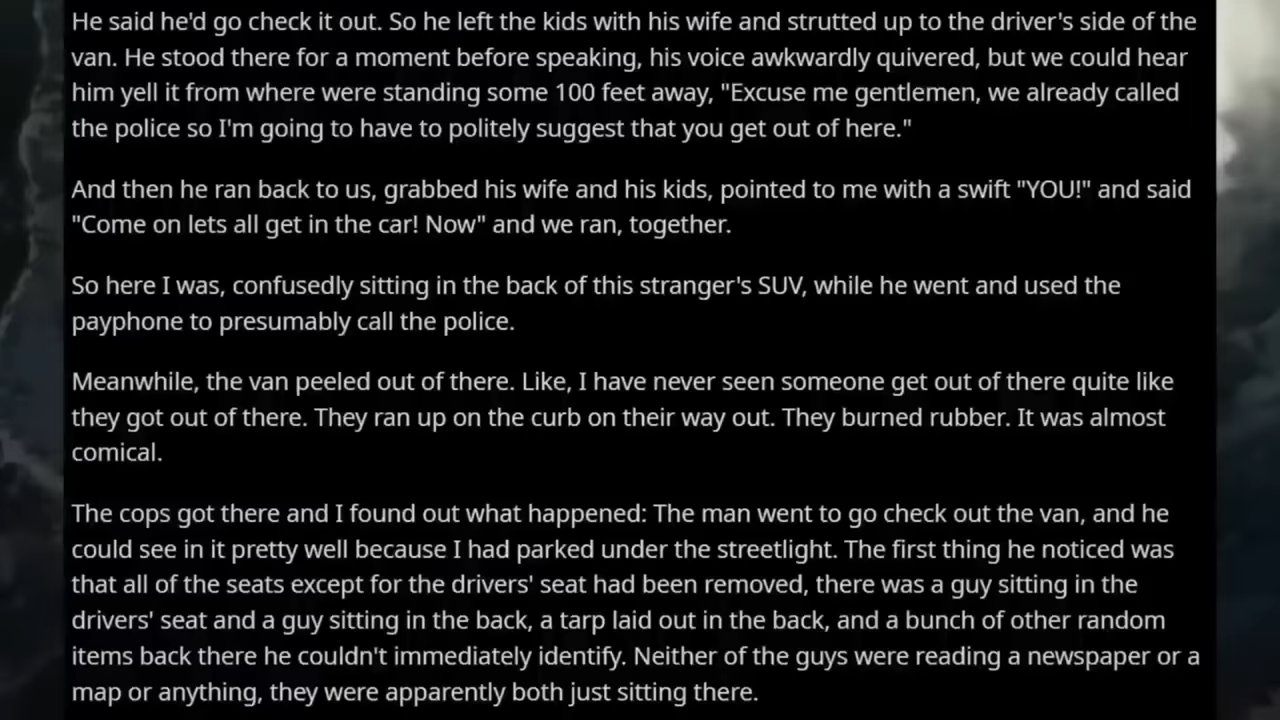 He said he'd go check it out. So he left the kids with his wife and strutted up to the driver's side of the
van. He stood there for a moment before speaking, his voice awkwardly quivered, but we could hear
him yell it from where were standing some 100 feet away, "Excuse me gentlemen, we already called
the police so I'm going to have to politely suggest that you get out of here."
And then he ran back to us, grabbed his wife and his kids, pointed to me with a swift "YOU!" and said
"Come on lets all get in the car! Now" and we ran, together.
So here I was, confusedly sitting in the back of this stranger's SUV, while he went and used the
payphone to presumably call the police.
Meanwhile, the van peeled out of there. Like, I have never seen someone get out of there quite like
they got out of there. They ran up on the curb on their way out. They burned rubber. It was almost
comical.
The cops got there and I found out what happened: The man went to go check out the van, and he
could see in it pretty well because I had parked under the streetlight. The first thing he noticed was
that all of the seats except for the drivers' seat had been removed, there was a guy sitting in the
drivers' seat and a guy sitting in the back, a tarp laid out in the back, and a bunch of other random
items back there he couldn't immediately identify. Neither of the guys were reading a newspaper or a
map or anything, they were apparently both just sitting there.